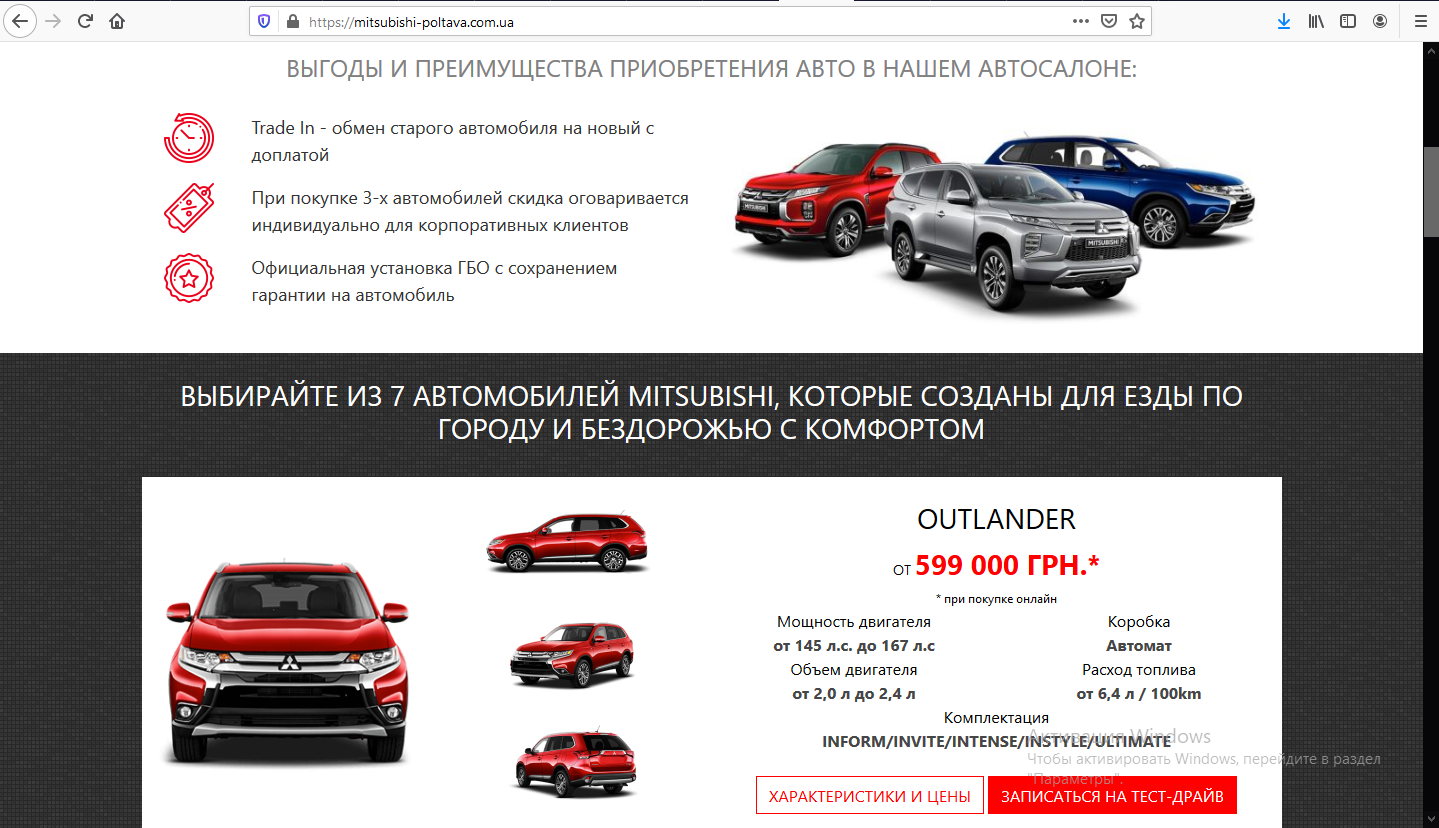 https://mitsubishi-poltava.com.ua
ВЫГОДЫ И ПРЕИМУЩЕСТВА ПРИОБРЕТЕНИЯ АВТО В НАШЕМ АВТОСАЛОНЕ:
Trade In - обмен старого автомобиля на новый с
доплатой
При покупке 3-х автомобилей скидка оговаривается
индивидуально для корпоративных клиентов
Официальная установка ГБО с сохранением
гарантии на автомобиль
MITSUBISHI
MITSUBISHI
ВЫБИРАЙТЕ ИЗ 7 АВТОМОБИЛЕЙ MITSUBISHI, КОТОРЫЕ СОЗДАНЫ ДЛЯ ЕЗДЫ ПО
ГОРОДУ И БЕЗДОРОЖЬЮ С КОМФОРТОМ
OUTLANDER
ОТ 599 000 ГРН.*
* при покупке онлайн
Мощность двигателя
от 145 л.с. до 167 л.с
Коробка
Автомат
Объем двигателя
от 2,0 л до 2,4 л
Расход топлива
от 6,4 л / 100km
Комплектация
INFORM/INVITE/INTENSE/INSTYLE/ULTIMATE
Активация Windows
Чтобы активировать Windows, перейдите в раздел
"Параметры".
ХАРАКТЕРИСТИКИ И ЦЕНЫ
ЗАПИСАТЬСЯ НА ТЕСТ-ДРАЙВ